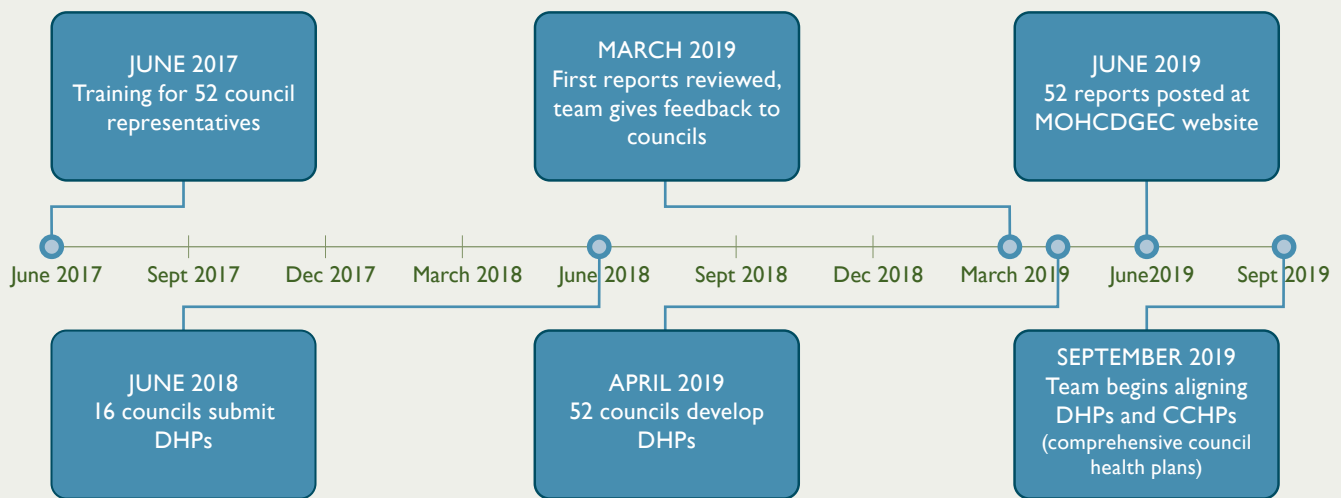 JUNE 2017
Training for 52 council
representatives
MARCH 2019
First reports reviewed,
team gives feedback to
councils
JUNE 2019
52 reports posted at
MOHCDGEC website
June 2017
Sept 2017
Dec 2017
March 2018
June 2018
Sept 2018
Dec 2018
March 2019
June2019
Sept 2019
JUNE 2018
16 councils submit
DHPs
APRIL 2019
52 councils develop
DHPs
SEPTEMBER 2019
Team begins aligning
DHPs and CCHPs
(comprehensive council
health plans)